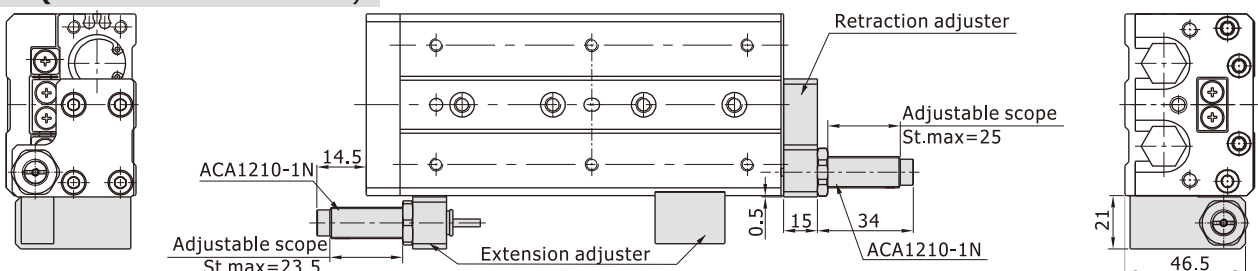 Retraction adjuster
Adjustable scope
St.max=25
14.5
ACA1210-1N
0.5
15
34
21
ACA1210-1N
Adjustable scope
St.max=23.5
Extension adjuster
46.5